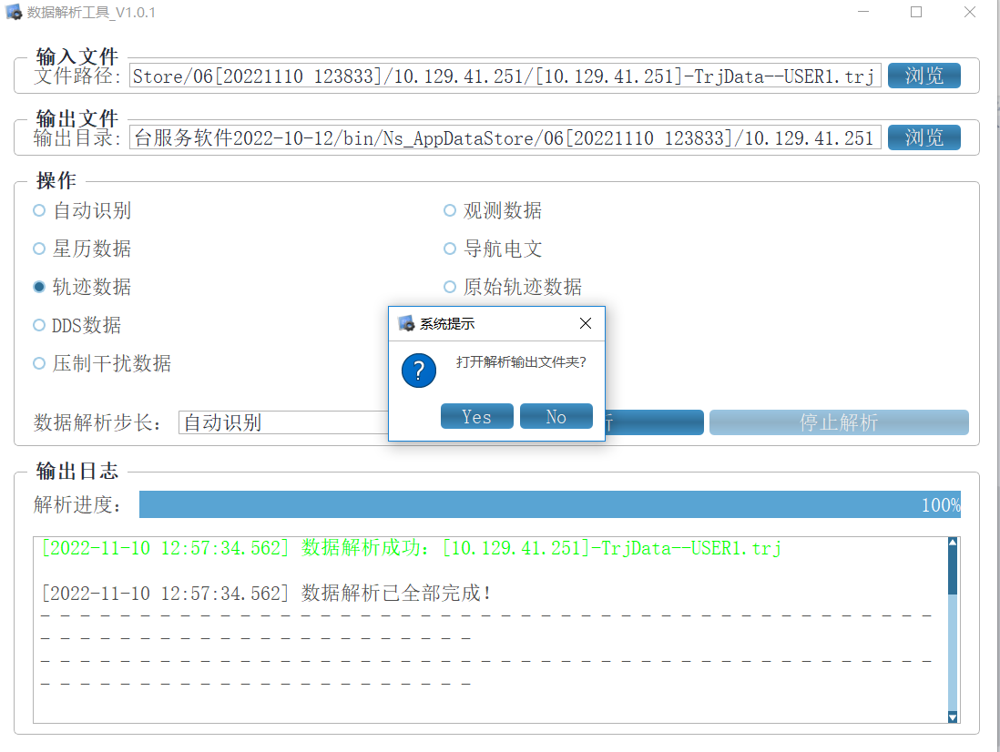 数据解析工具_V1.0.1
输入文件
文件路径: Store/06[20221110 123833]/10.129.41.251/[10.129.41.251]-TrjData--USER1.trj 浏览
输出文件
输出目录: 台服务软件2022-10-12/bin/Ns_AppDataStore/06[20221110 123833]/10.129.41.251 浏览
操作
自动识别 观测数据
星历数据 导航电文
轨迹数据 原始轨迹数据
DDS数据
压制干扰数据
系统提示
打开解析输出文件夹?
Yes No
数据解析步长: 自动识别 析 停止解析
输出日志
解析进度: 100%
[2022-11-10 12:57:34.562] 数据解析成功: [10.129.41.251]-TrjData--USER1.trj
[2022-11-10 12:57:34.562] 数据解析已全部完成!